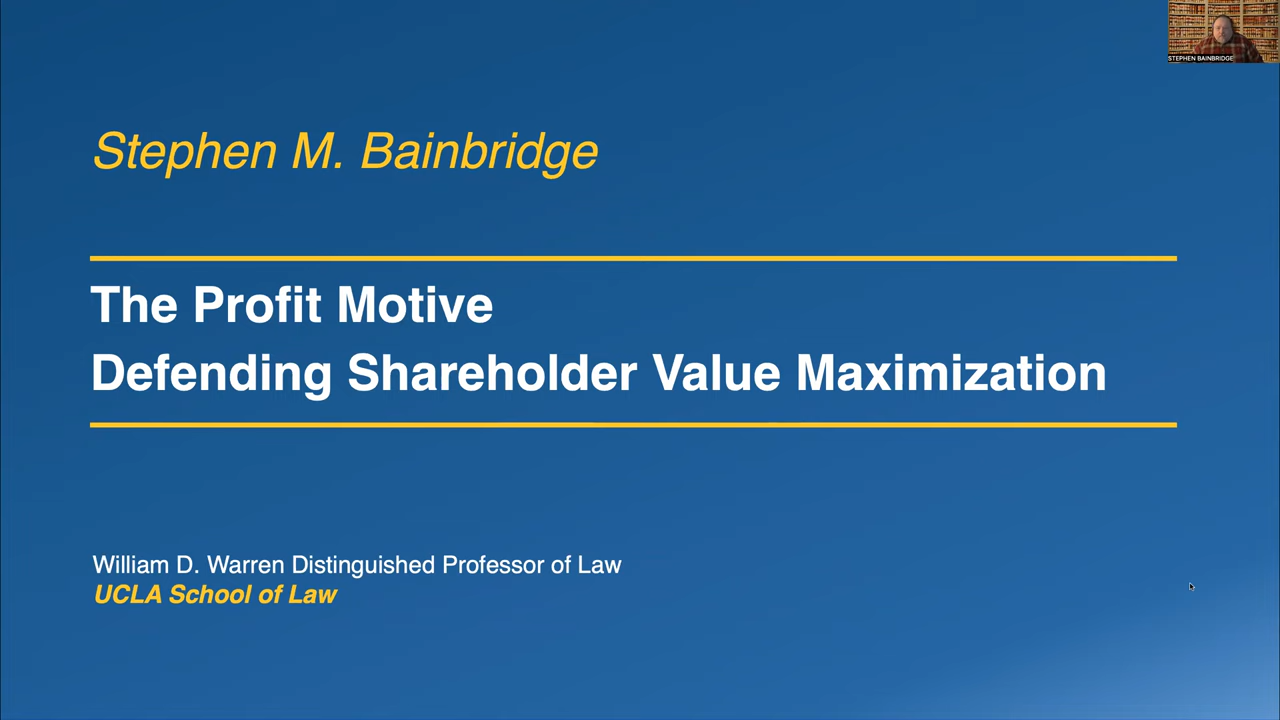 STEPHEN BAINBRIDGE
Stephen M. Bainbridge
The Profit Motive
Defending Shareholder Value Maximization
William D. Warren Distinguished Professor of Law
UCLA School of Law